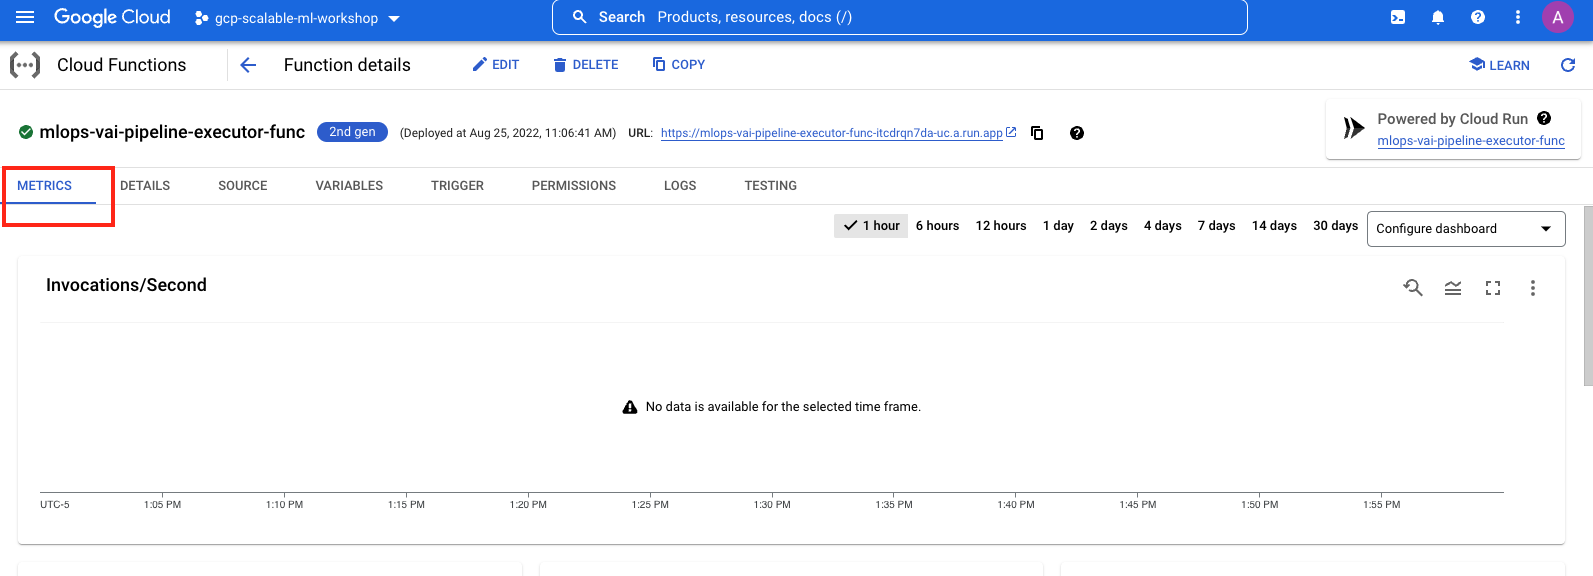 Google Cloud gcp-scalable-ml-workshop Search Products, resources, docs (/) A
Cloud Functions Function details EDIT DELETE COPY LEARN
mlops-vai-pipeline-executor-func 2nd gen (Deployed at Aug 25, 2022, 11:06:41 AM) URL: https://mlops-vai-pipeline-executor-func-itcdrqn7da-uc.a.run.app
Powered by Cloud Run
mlops-vai-pipeline-executor-func
METRICS DETAILS SOURCE VARIABLES TRIGGER PERMISSIONS LOGS TESTING
1 hour 6 hours 12 hours 1 day 2 days 4 days 7 days 14 days 30 days Configure dashboard
Invocations/Second
No data is available for the selected time frame.
UTC-5 1:05 PM 1:10 PM 1:15 PM 1:20 PM 1:25 PM 1:30 PM 1:35 PM 1:40 PM 1:45 PM 1:50 PM 1:55 PM